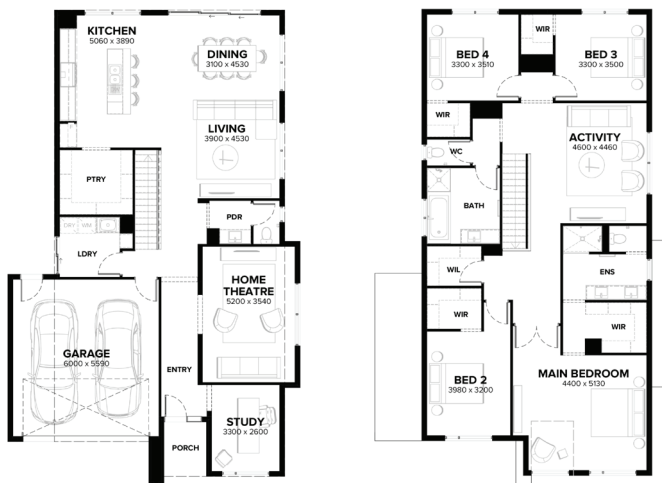 KITCHEN
5060 x 3890
DINING
3100 x 4530
LIVING
3900 x 4530
PTRY
DRY
WM
LDRY
PDR
HOME
THEATRE
5200 x 3540
GARAGE
6000 x 5590
ENTRY
STUDY
3300 x 2600
PORCH
BED 4
3300 x 3510
WIR
BED 3
3300 x 3500
WIR
ACTIVITY
4600 x 4460
WC
BATH
WIL
ENS
WIR
WIR
BED 2
3980 x 3200
MAIN BEDROOM
4400 x 5130